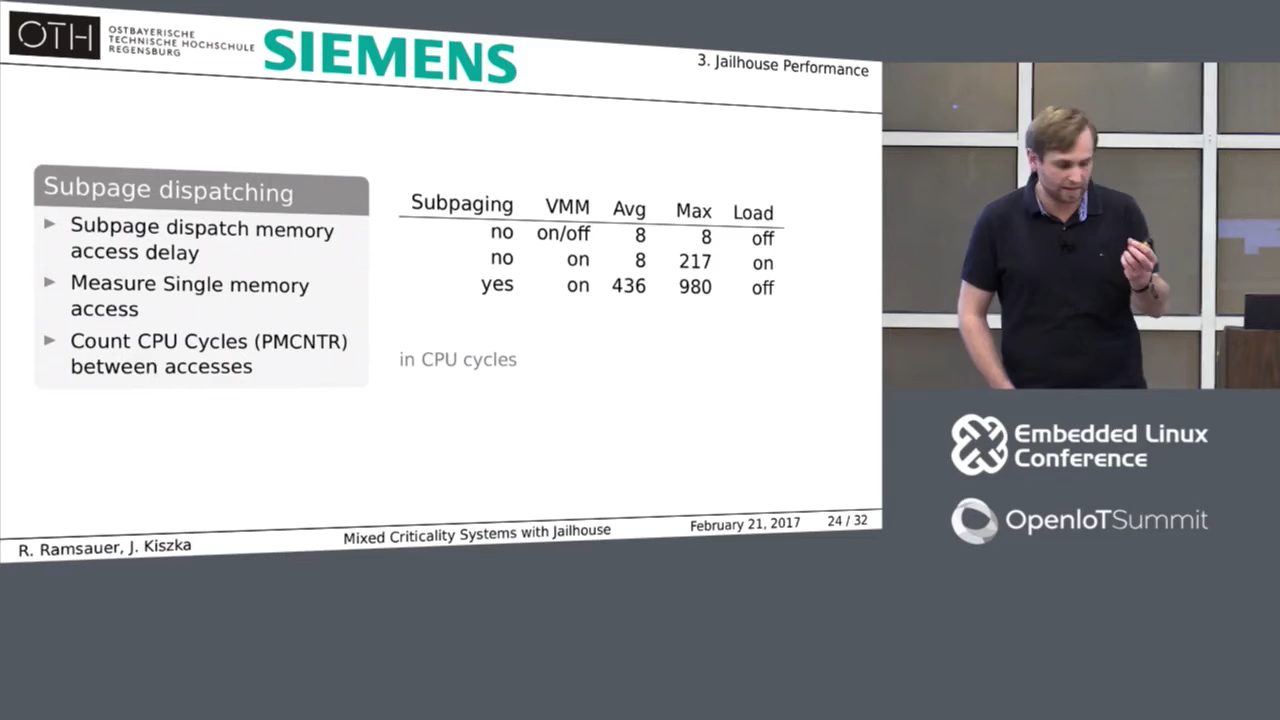 OTH
OSTBAYERISCHE
TECHNISCHE HOCHSCHULE
REGENSBURG
SIEMENS
3. Jailhouse Performance
Subpage dispatching
Subpage dispatch memory
access delay
Measure Single memory
access
Count CPU Cycles (PMCNTR)
between accesses
Subpaging VMM Avg Max Load
no on/off 8 8 off
no on 8 217 on
yes on 436 980 off
in CPU cycles
R. Ramsauer, J. Kiszka
Mixed Criticality Systems with Jailhouse
February 21, 2017
24 / 32
Embedded Linux
Conference
OpenIoTSummit